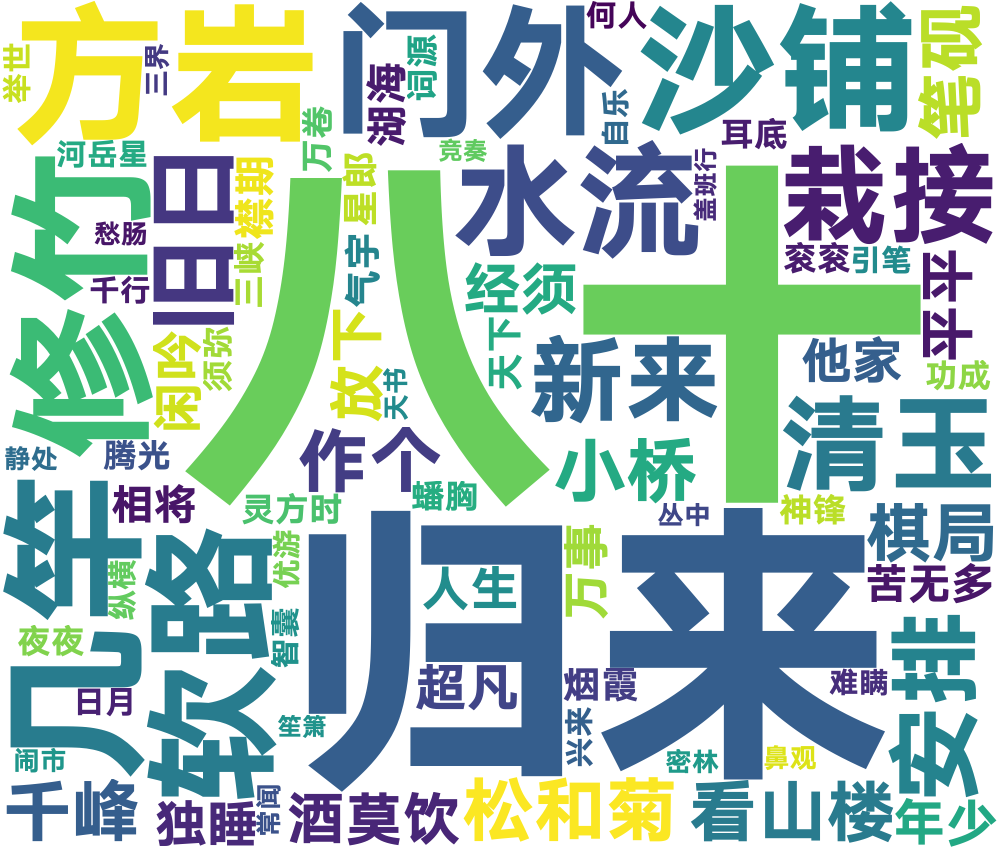 方岩
门外
沙铺
何人
笔砚
举世
三界
湖海
词源
万卷
自乐
耳底
河岳星
竞奏
修竹
旧日
襟期
星郎
水流
盖班行
栽接
愁肠
千行
三峡
气宇
八十
经须
衮衮
引笔
平平
闲吟
须弥
放下
天书
天下
新来
他家
功成
清玉
静处
腾光
作个
小桥
蟠胸
相将
灵方时
丛中
神锋
棋局
几竿
软路
纵横
优游
智囊
归来
人生
万事
苦无多
夜夜
日月
超凡
烟霞
难瞒
安排
闹市
笙箫
兴来
密林
鼻观
千峰
独睡
常闻
酒莫饮
松和菊
看山楼
年少